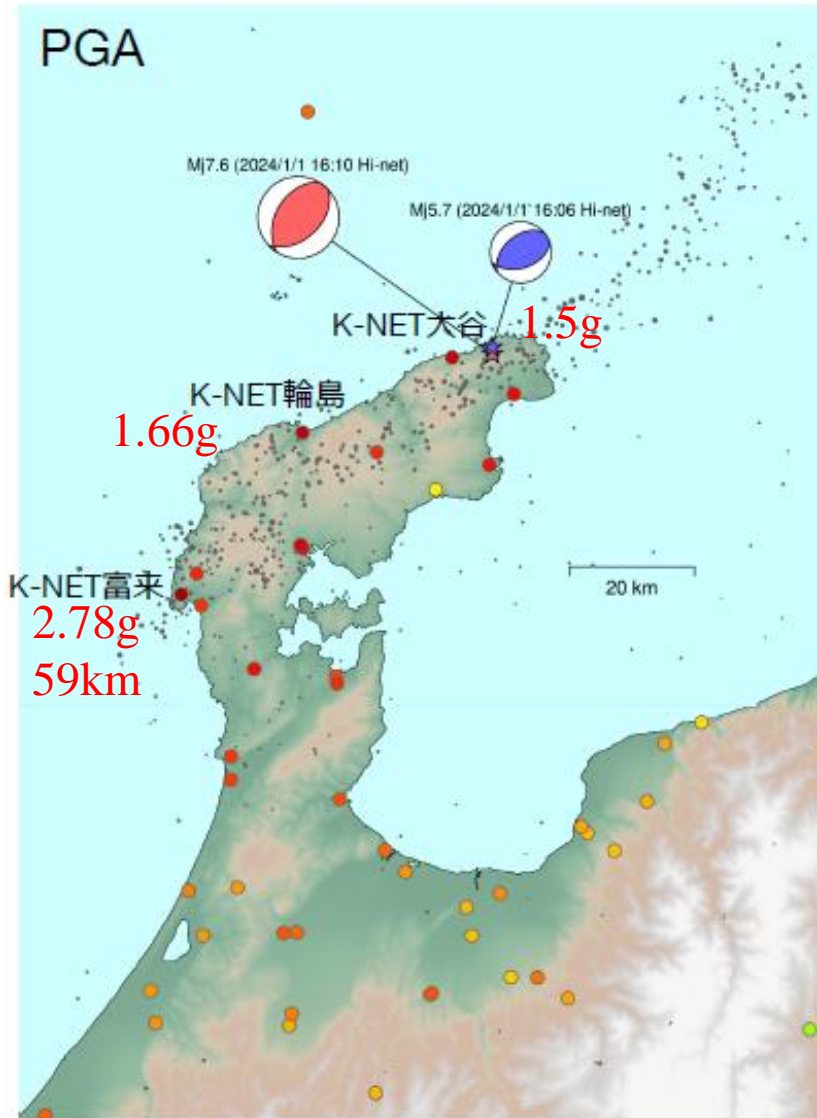 PGA
Mj7.6 (2024/1/1 16:10 Hi-net)
Mj5.7 (2024/1/1 16:06 Hi-net)
K-NET大谷
1.5g
K-NET輪島
1.66g
K-NET富来
2.78g
59km
20 km